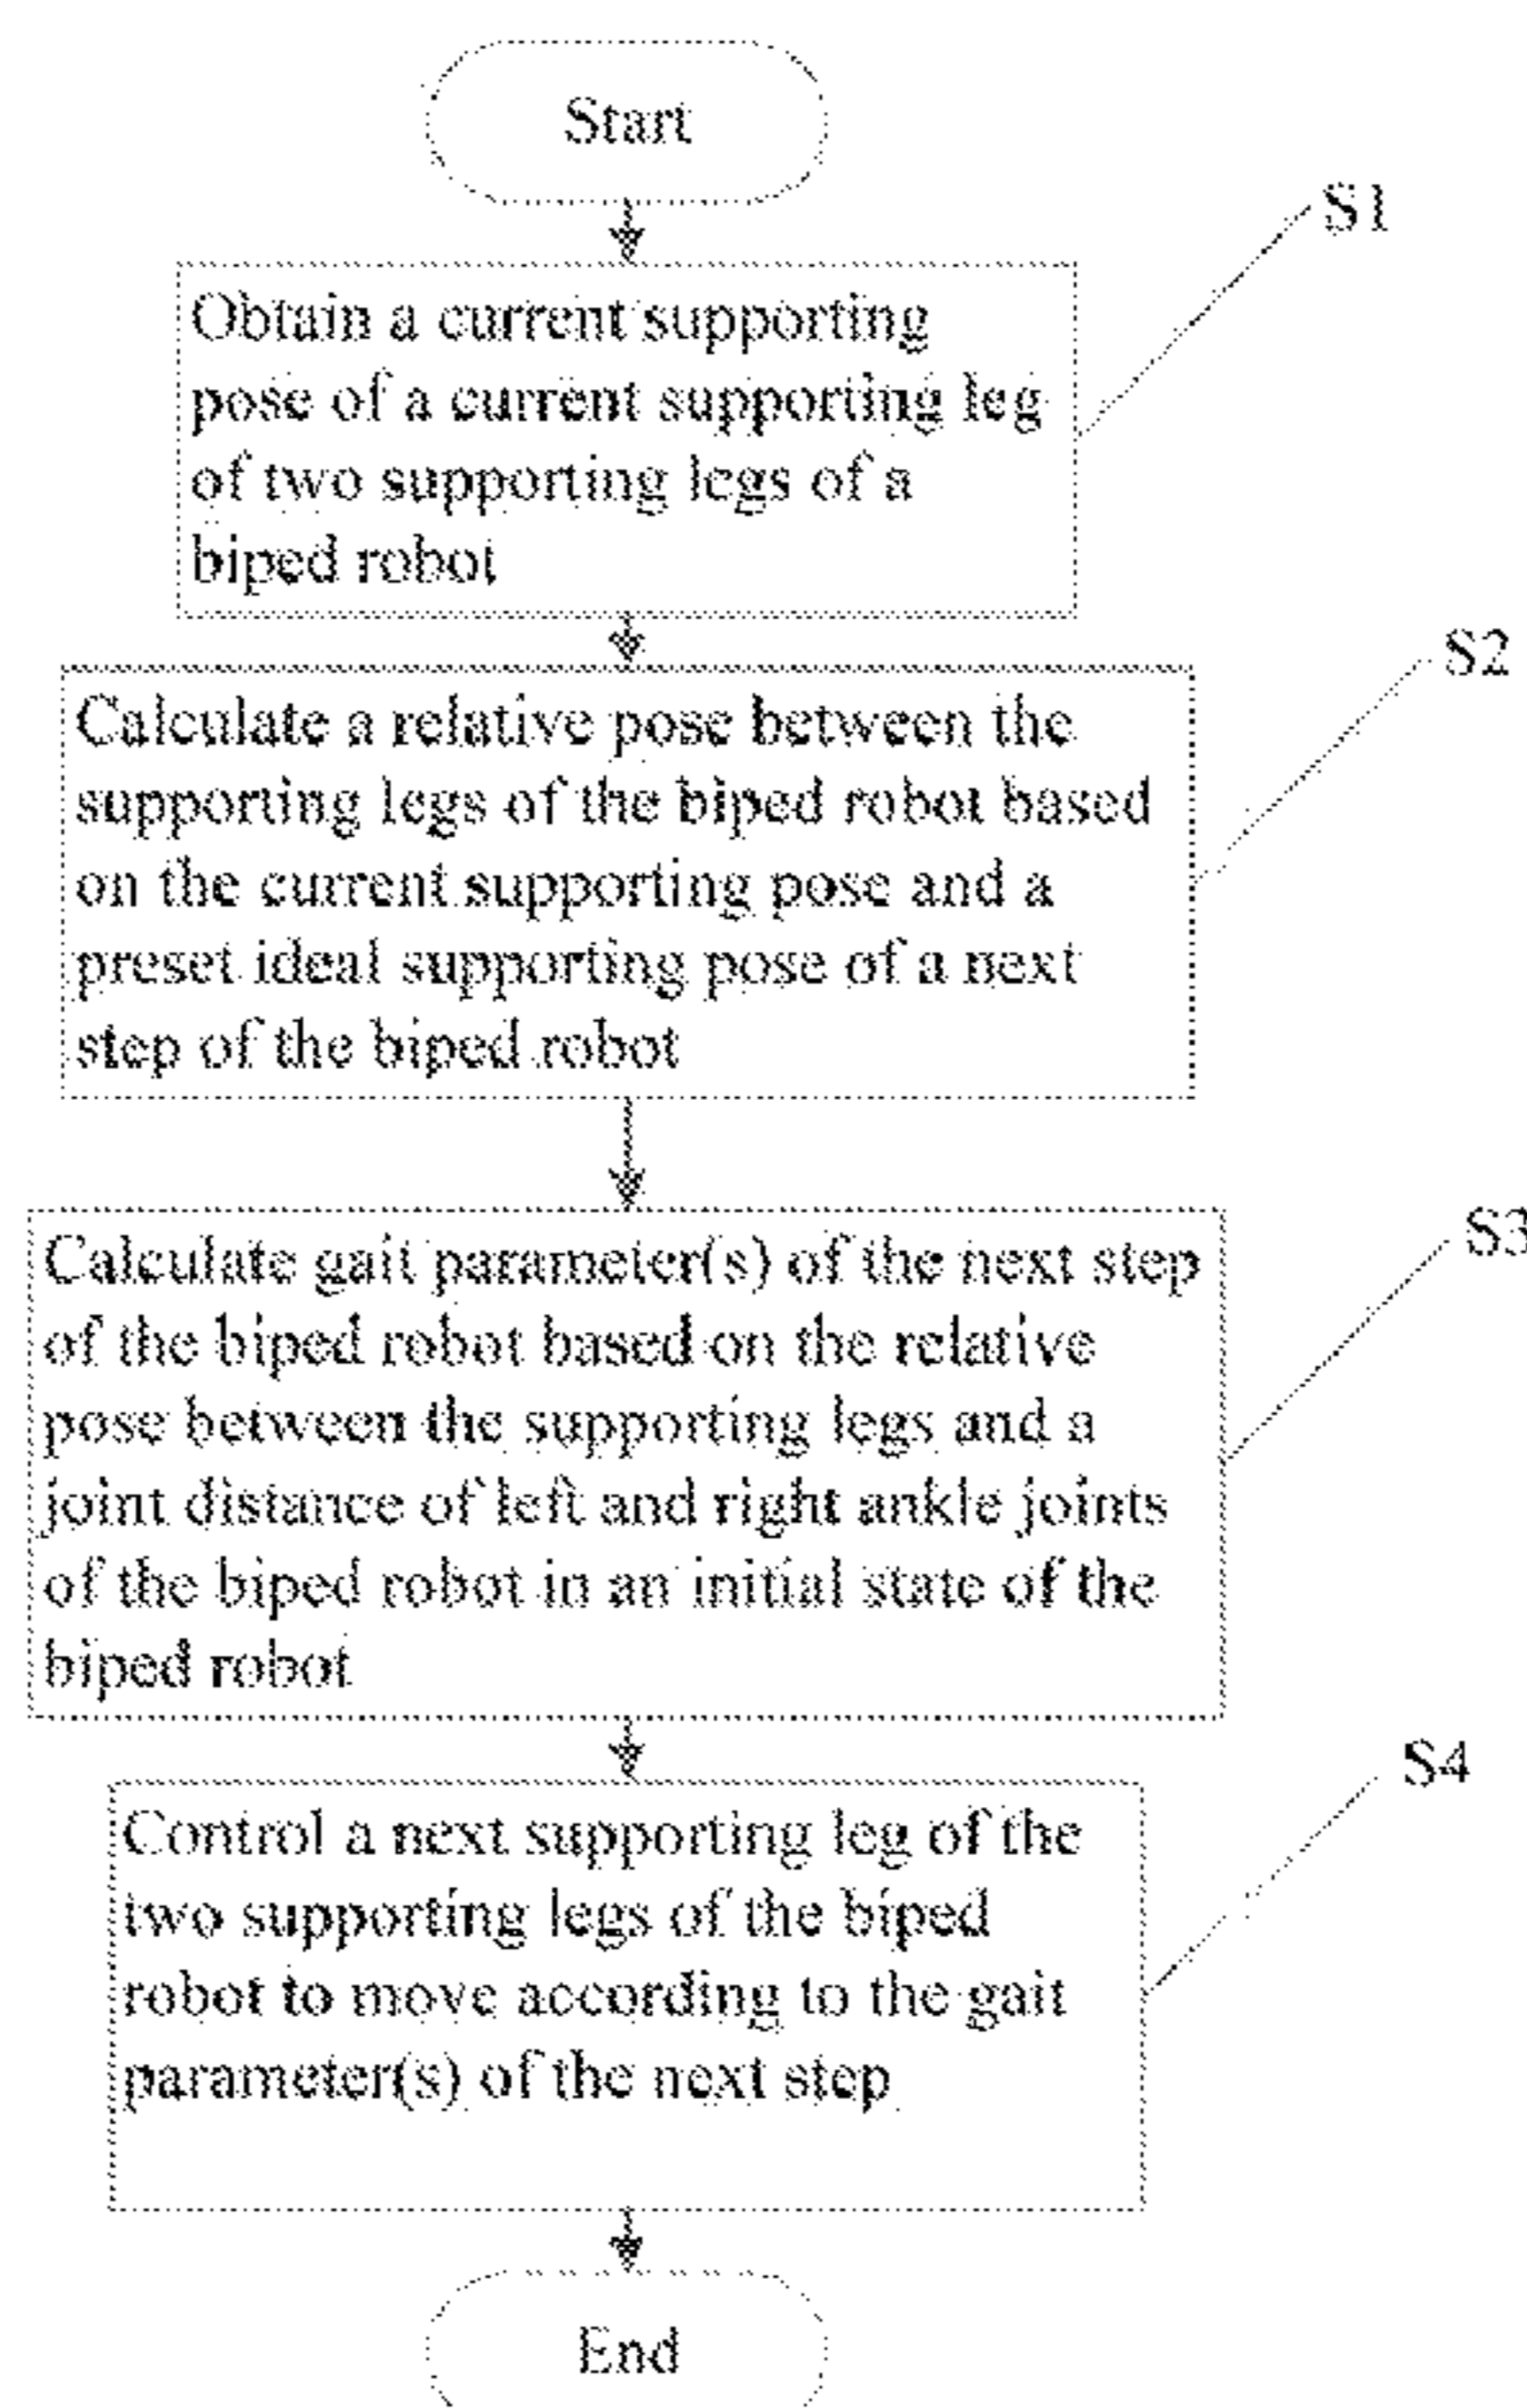 Start
S1
Obtain a current supporting
pose of a current supporting leg
of two supporting legs of a
biped robot
S2
Calculate a relative pose between the
supporting legs of the biped robot based
on the current supporting pose and a
preset ideal supporting pose of a next
step of the biped robot
S3
Calculate gait parameter(s) of the next step
of the biped robot based on the relative
pose between the supporting legs and a
joint distance of left and right ankle joints
of the biped robot in an initial state of the
biped robot
S4
Control a next supporting leg of the
two supporting legs of the biped
robot to move according to the gait
parameter(s) of the next step
End